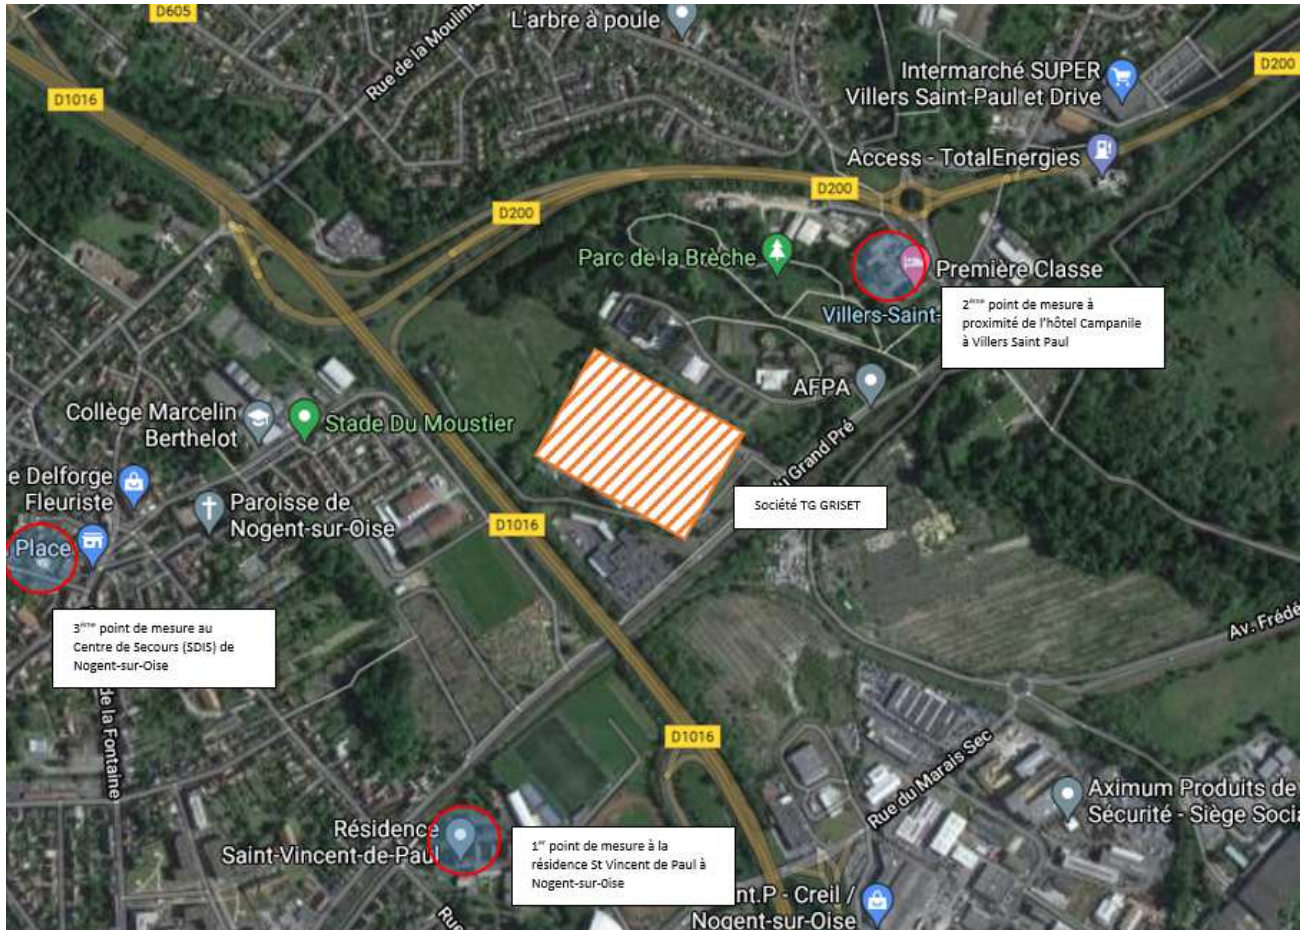 D605
L'arbre à poule
Rue de la Moulin
D1016
Intermarché SUPER
Villers Saint-Paul et Drive
D200
Access - TotalEnergies
D200
D200
Parc de la Brèche
Première Classe
Villers-Saint-
2ème point de mesure à
proximité de l'hôtel Campanile
à Villers Saint Paul
AFPA
Collège Marcelin
Berthelot
Stade Du Moustier
du Grand Pré
e Delforge
Fleuriste
Paroisse de
Nogent-sur-Oise
Société TG GRISET
D1016
Place
3ème point de mesure au
Centre de Secours (SDIS) de
Nogent-sur-Oise
Av. Frédé
de la Fontaine
D1016
Rue du Marais Sec
Aximum Produits de
Sécurité - Siège Socia
Résidence
Saint-Vincent-de-Paul
1er point de mesure à la
résidence St Vincent de Paul à
Nogent-sur-Oise
nt.P - Creil /
Nogent-sur-Oise
Rue